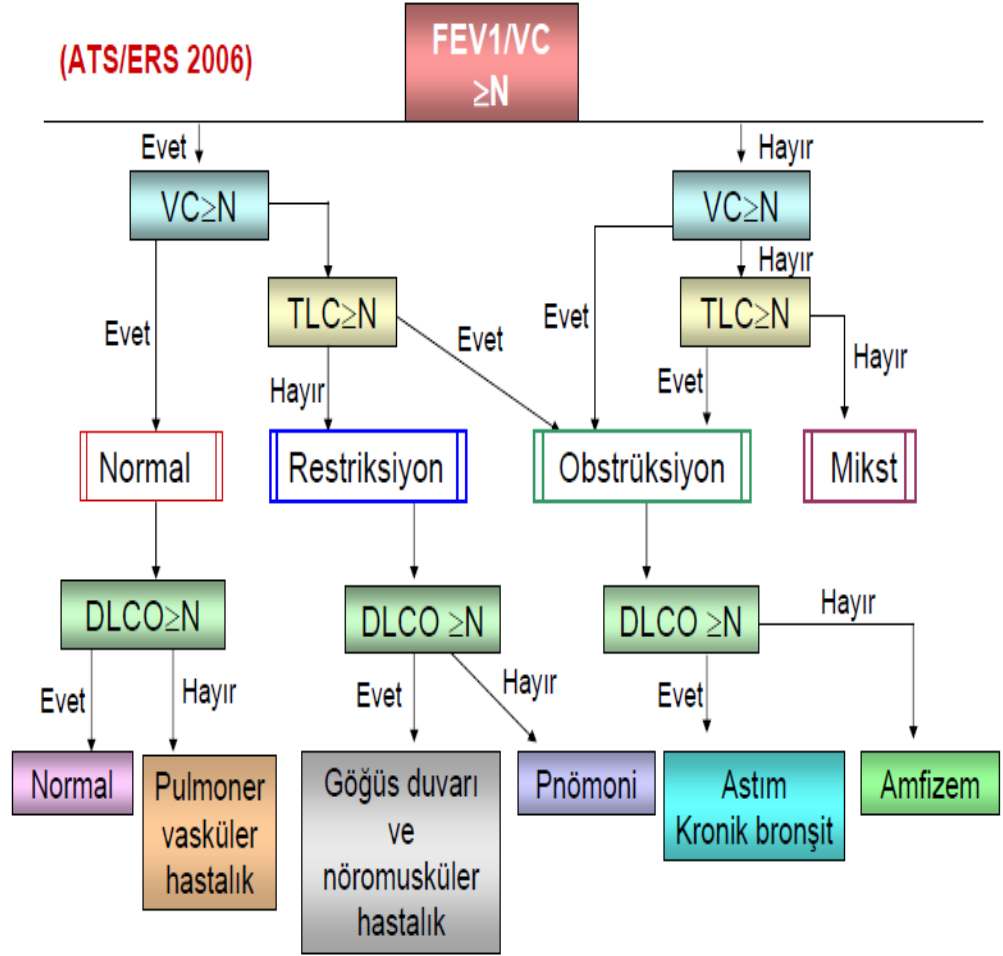 (ATS/ERS 2006)
FEV1/VC
≥N
Evet
Hayır
VC≥N
VC≥N
Hayır
TLC≥N
TLC≥N
Evet
Evet
Evet
Hayır
Evet
Hayır
Normal
Restriksiyon
Obstrüksiyon
Mikst
DLCO≥N
DLCO ≥N
DLCO ≥N
Hayır
Evet
Hayır
Evet
Hayır
Evet
Normal
Pulmoner
vasküler
hastalık
Göğüs duvarı
ve
nöromusküler
hastalık
Pnömoni
Astım
Kronik bronşit
Amfizem